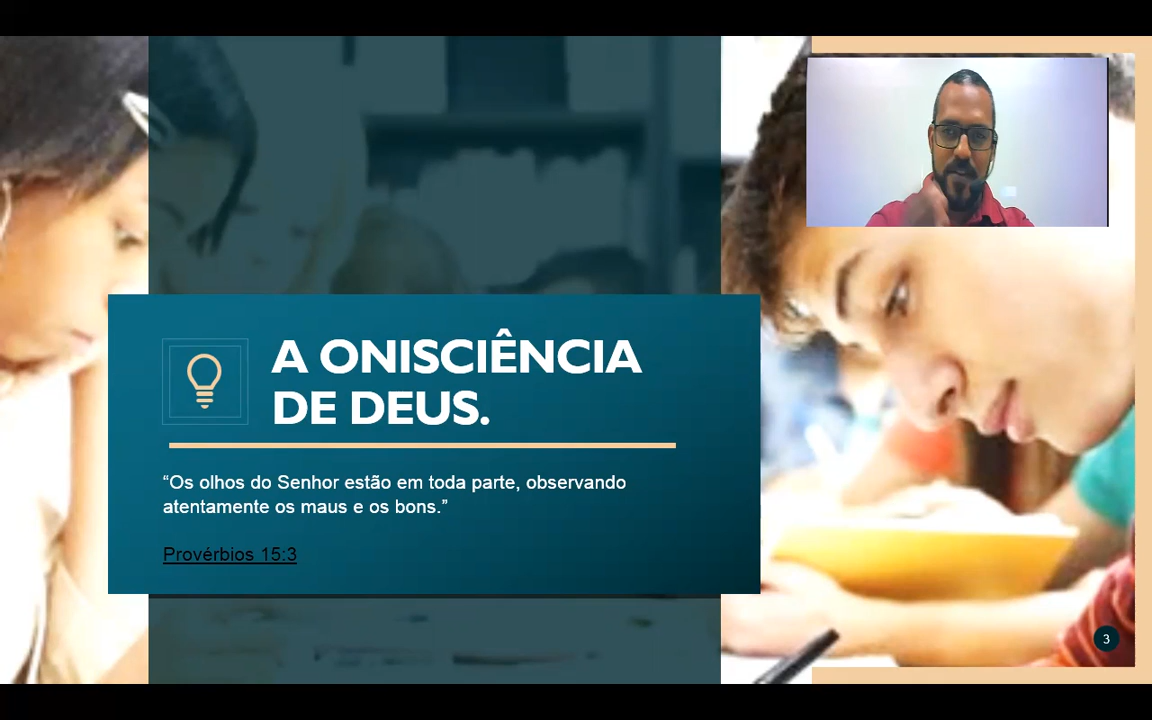 A ONISCIÊNCIA
DE DEUS.
“Os olhos do Senhor estão em toda parte, observando
atentamente os maus e os bons.”
Provérbios 15:3
3